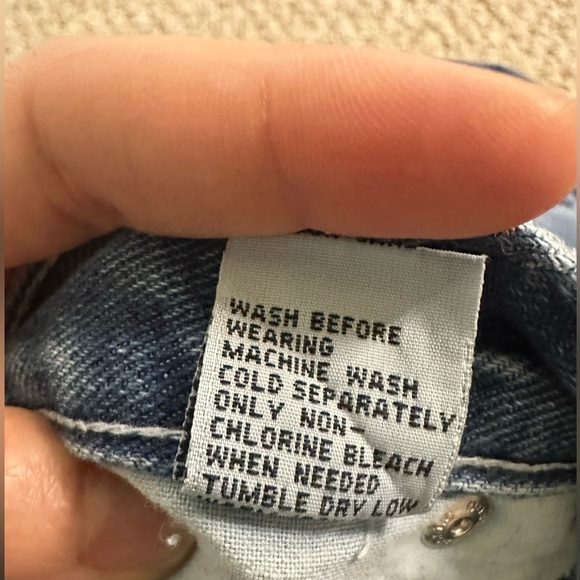 WASH BEFORE
WEARING
MACHINE WASH
COLD SEPARATELY
ONLY NON-
CHLORINE BLEACH
WHEN NEEDED
TUMBLE DRY LOW